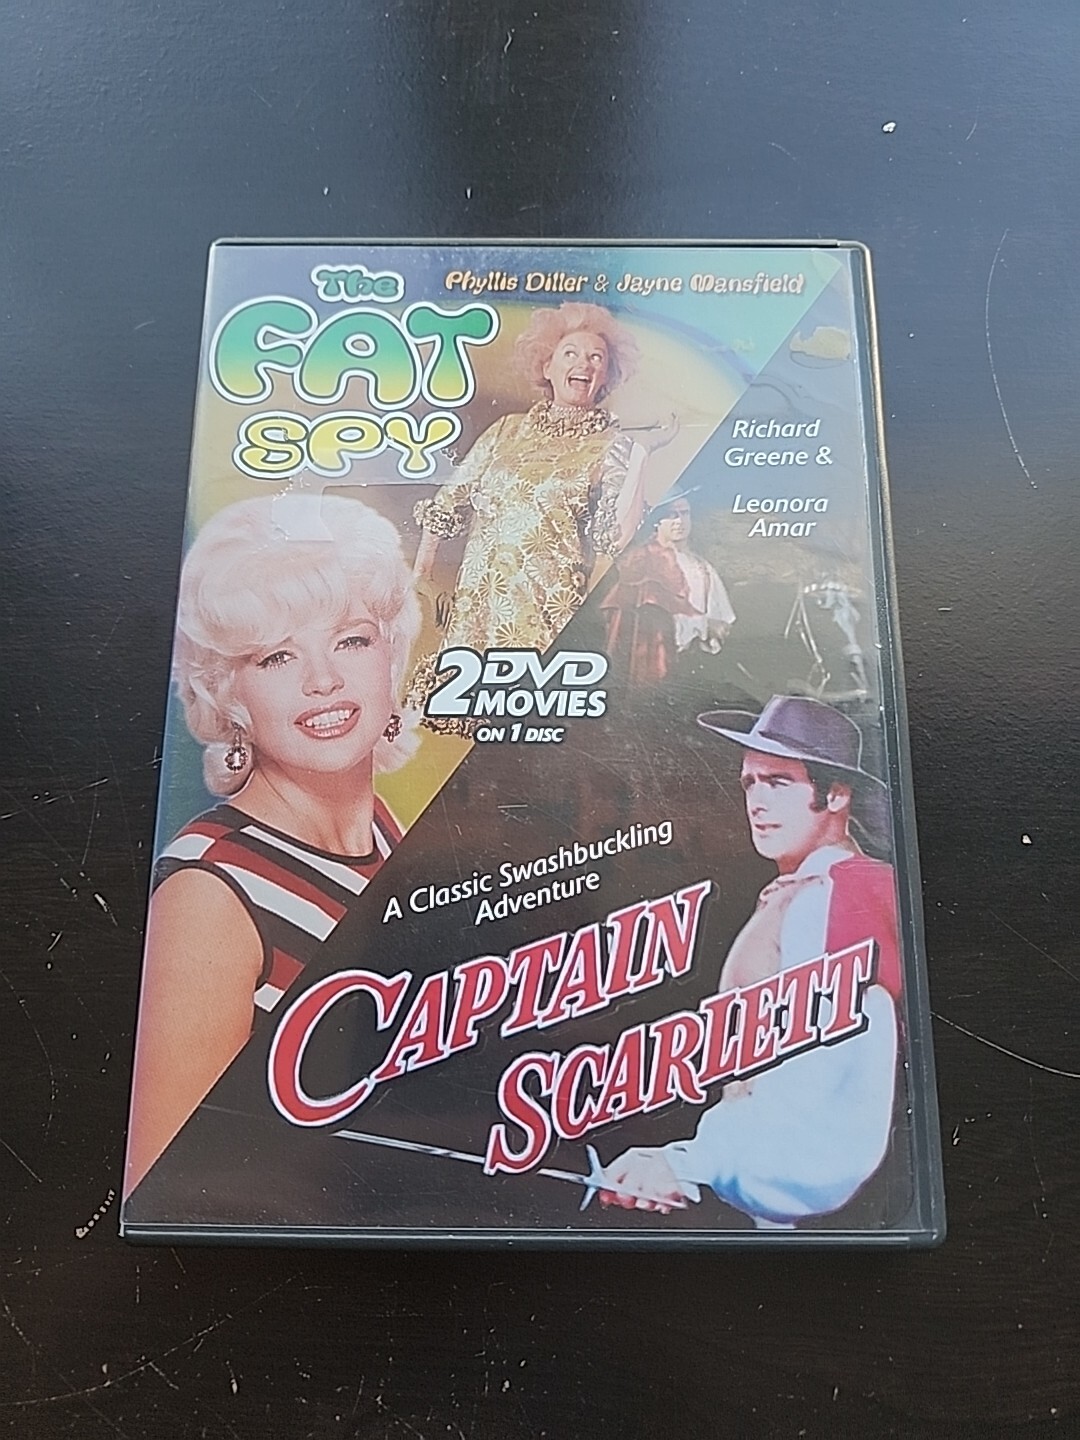 The
FAT
SPY
Phyllis Diller & Jayne Mansfield
Richard
Greene &
Leonora
Amar
2 DVD
MOVIES
ON 1 DISC
A Classic Swashbuckling
Adventure
CAPTAIN
SCARLETT